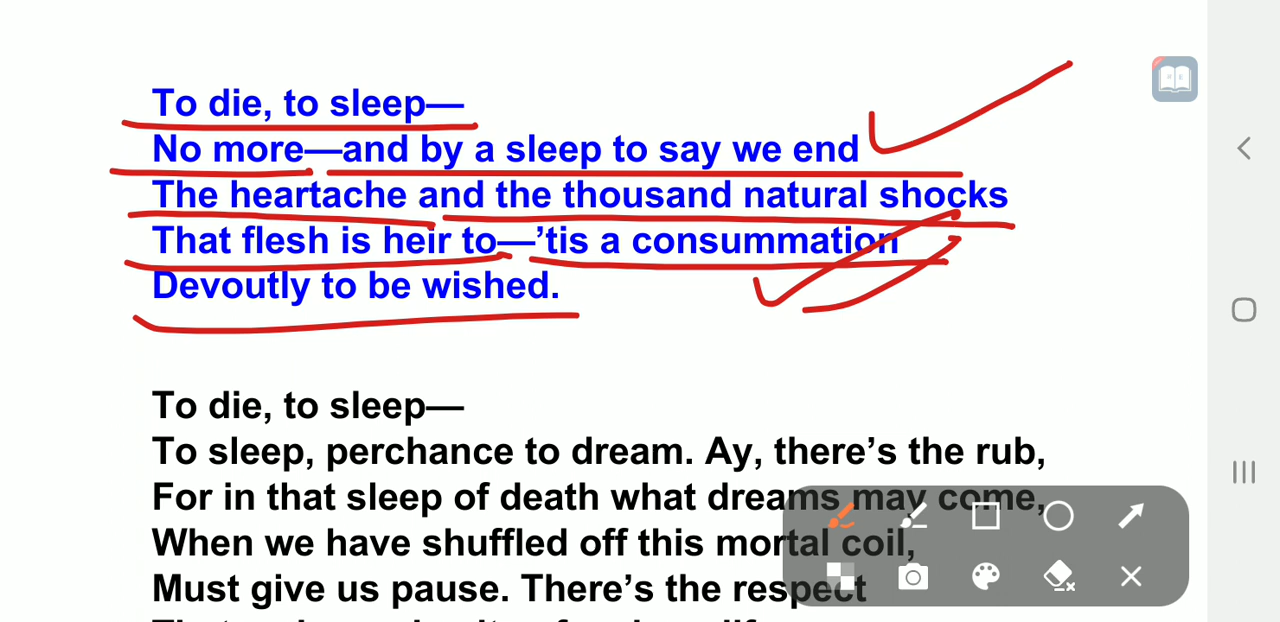 To die, to sleep—
No more—and by a sleep to say we end
The heartache and the thousand natural shocks
That flesh is heir to—’tis a consummation
Devoutly to be wished.
To die, to sleep—
To sleep, perchance to dream. Ay, there’s the rub,
For in that sleep of death what dreams may come,
When we have shuffled off this mortal coil,
Must give us pause. There’s the respect